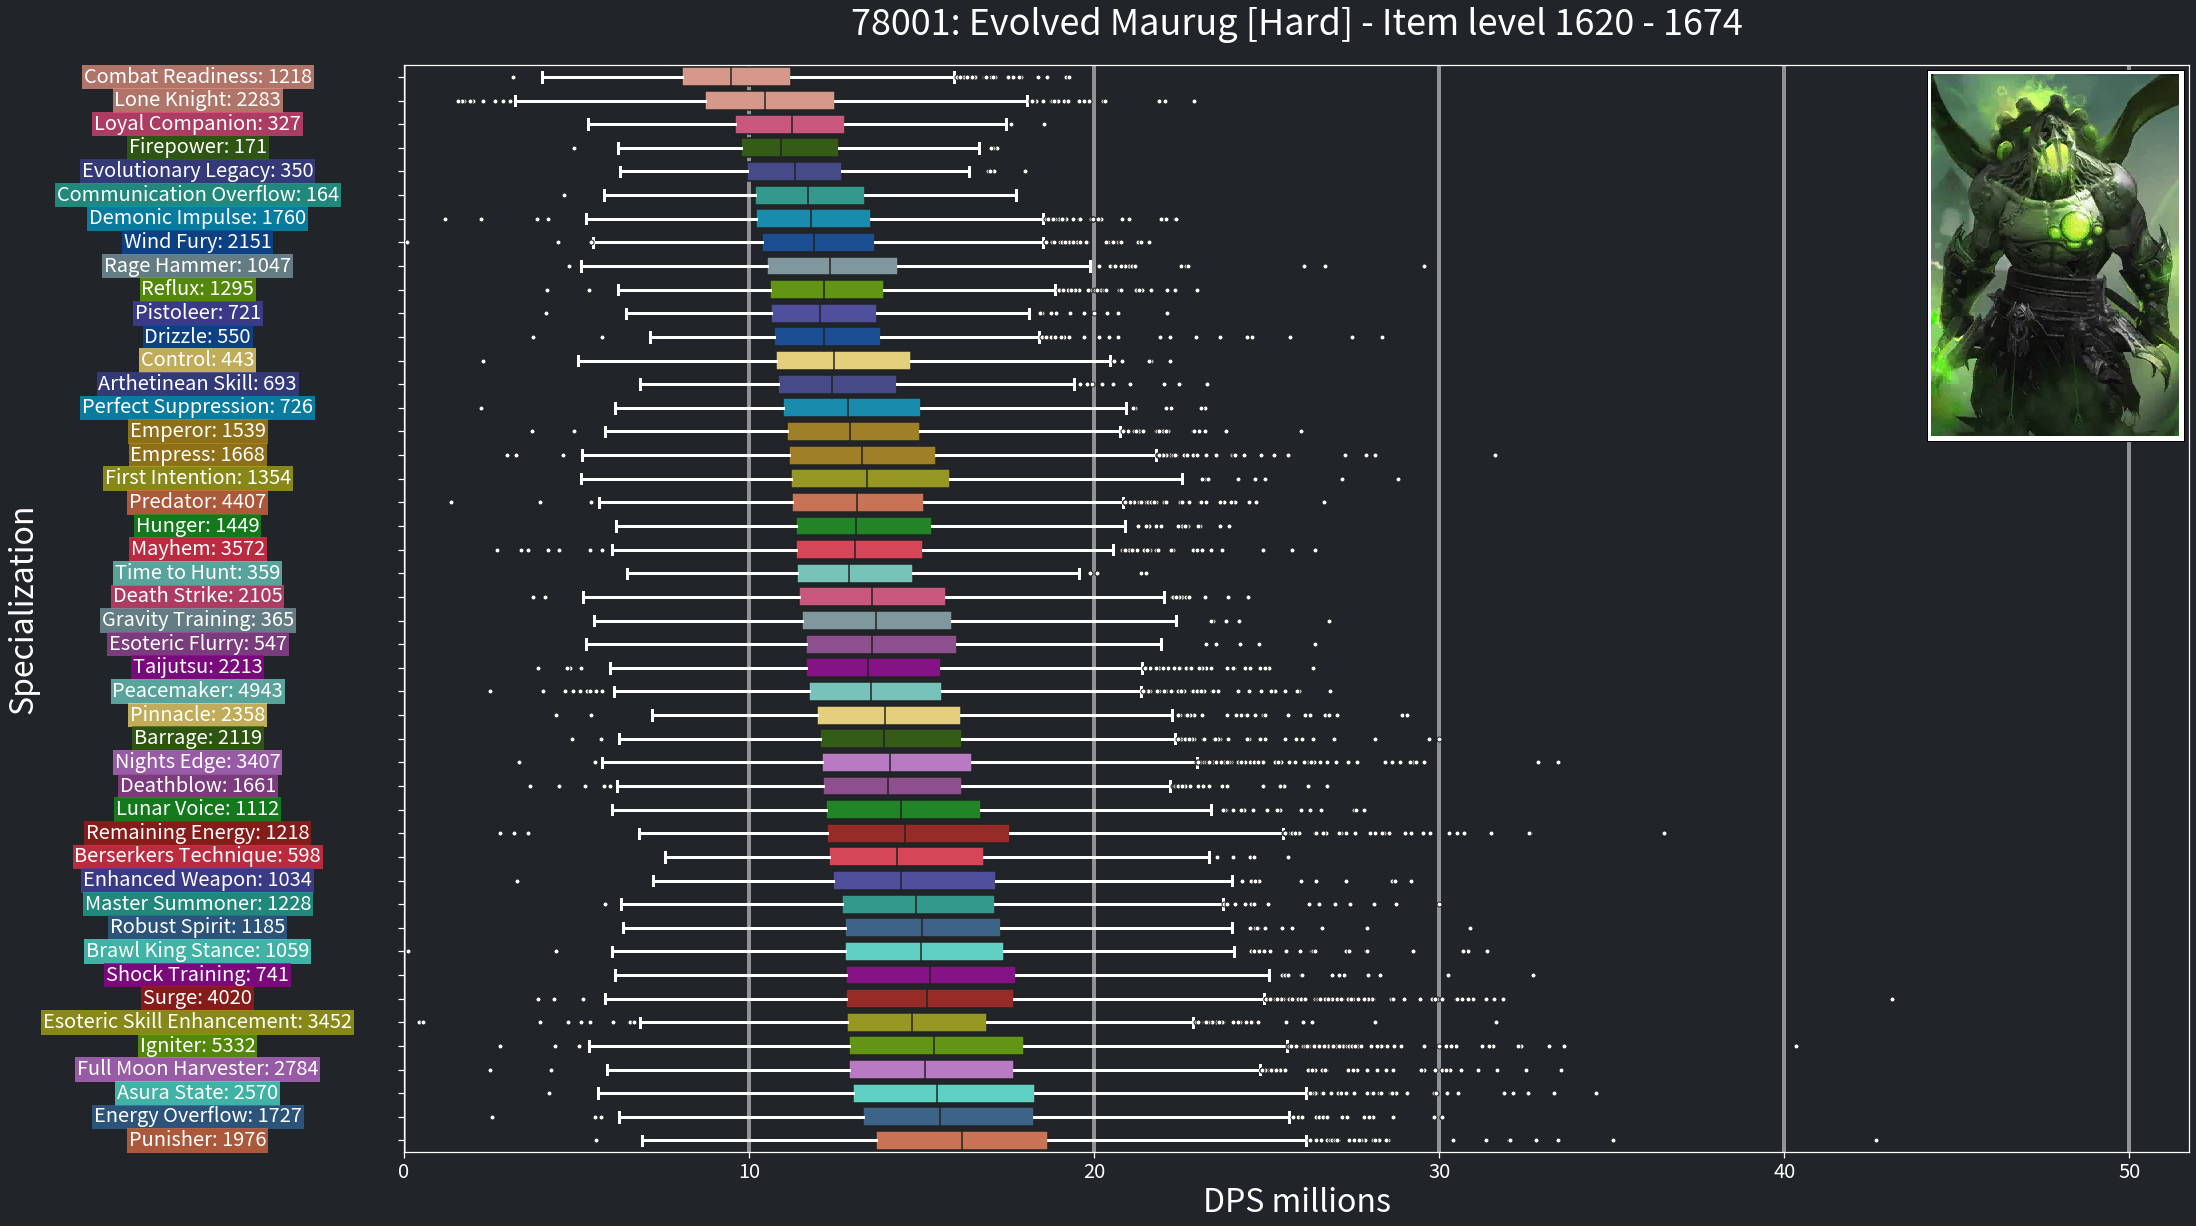 78001: Evolved Maurug [Hard] - Item level 1620 - 1674
Combat Readiness: 1218
Lone Knight: 2283
Loyal Companion: 327
Firepower: 171
Evolutionary Legacy: 350
Communication Overflow: 164
Demonic Impulse: 1760
Wind Fury: 2151
Rage Hammer: 1047
Reflux: 1295
Pistoleer: 721
Drizzle: 550
Control: 443
Arthetinean Skill: 693
Perfect Suppression: 726
Emperor: 1539
Empress: 1668
First Intention: 1354
Predator: 4407
Hunger: 1449
Mayhem: 3572
Time to Hunt: 359
Death Strike: 2105
Gravity Training: 365
Esoteric Flurry: 547
Taijutsu: 2213
Peacemaker: 4943
Pinnacle: 2358
Barrage: 2119
Nights Edge: 3407
Deathblow: 1661
Lunar Voice: 1112
Remaining Energy: 1218
Berserkers Technique: 598
Enhanced Weapon: 1034
Master Summoner: 1228
Robust Spirit: 1185
Brawl King Stance: 1059
Shock Training: 741
Surge: 4020
Esoteric Skill Enhancement: 3452
Igniter: 5332
Full Moon Harvester: 2784
Asura State: 2570
Energy Overflow: 1727
Punisher: 1976
Specialization
0 10 20 30 40 50
DPS millions